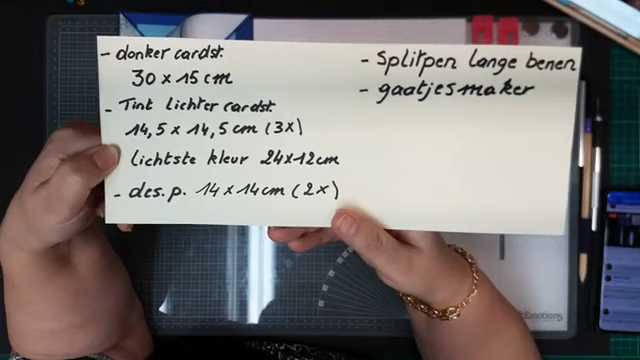 - donker cardst.
30 x 15 cm
- Tint lichter cardst.
14,5 x 14,5 cm (3x)
lichtste kleur 24x12cm
- des.p. 14 x 14 cm (2x)
- Splitpen lange benen
- gaatjesmaker
Emotions